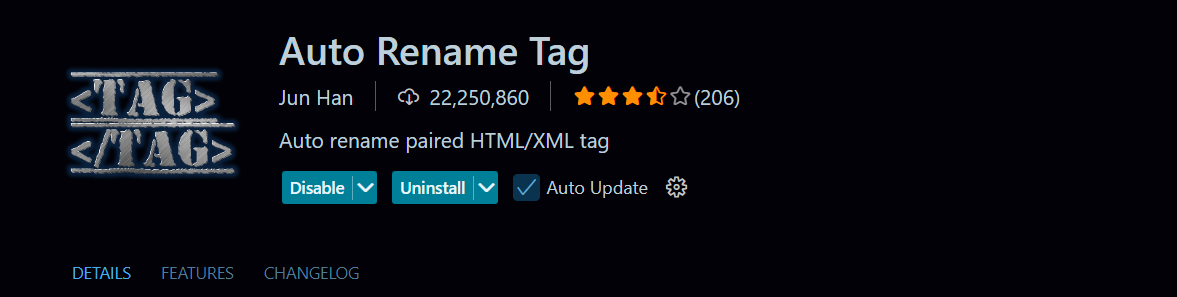 <TAG>
</TAG>
Auto Rename Tag
Jun Han 22,250,860 (206)
Auto rename paired HTML/XML tag
Disable Uninstall Auto Update
DETAILS FEATURES CHANGELOG